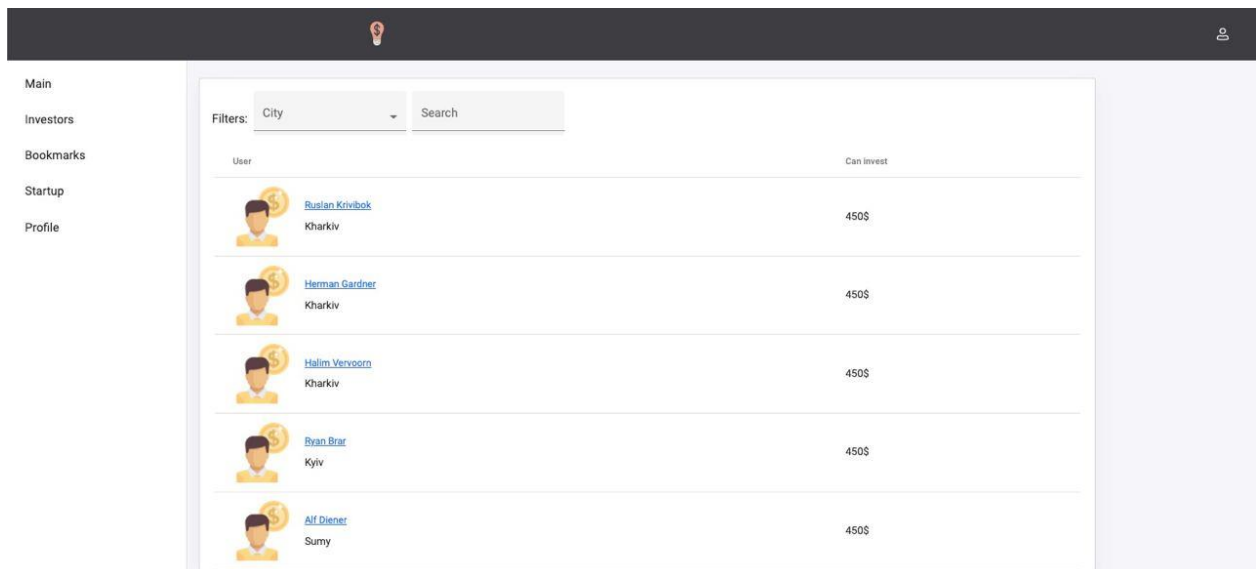 Main
Investors
Bookmarks
Startup
Profile
Filters: City Search
User Can invest
Ruslan Krivibok
Kharkiv
450$
Herman Gardner
Kharkiv
450$
Halim Vervoorn
Kharkiv
450$
Ryan Brar
Kyiv
450$
Alf Diener
Sumy
450$